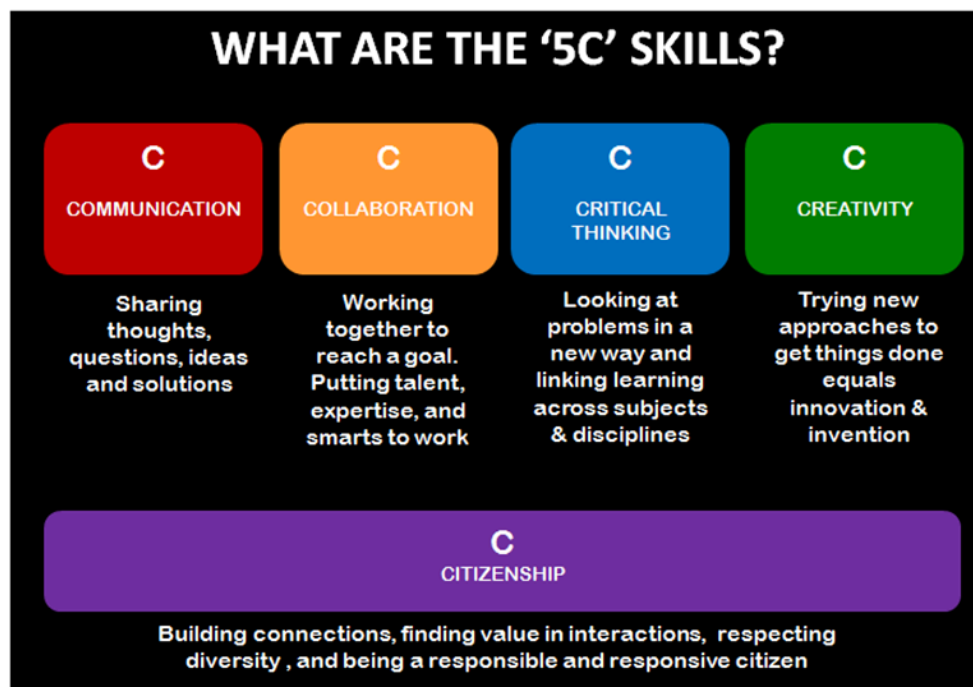 WHAT ARE THE ‘5C’ SKILLS?
C
COMMUNICATION
Sharing
thoughts,
questions, ideas
and solutions
C
COLLABORATION
Working
together to
reach a goal.
Putting talent,
expertise, and
smarts to work
C
CRITICAL
THINKING
Looking at
problems in a
new way and
linking learning
across subjects
& disciplines
C
CREATIVITY
Trying new
approaches to
get things done
equals
innovation &
invention
C
CITIZENSHIP
Building connections, finding value in interactions, respecting
diversity , and being a responsible and responsive citizen